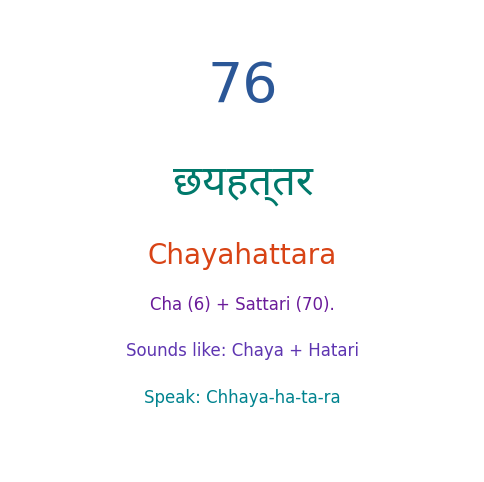 76
छयहत्तर
Chayahattara
Cha (6) + Sattari (70).
Sounds like: Chaya + Hatari
Speak: Chhaya-ha-ta-ra